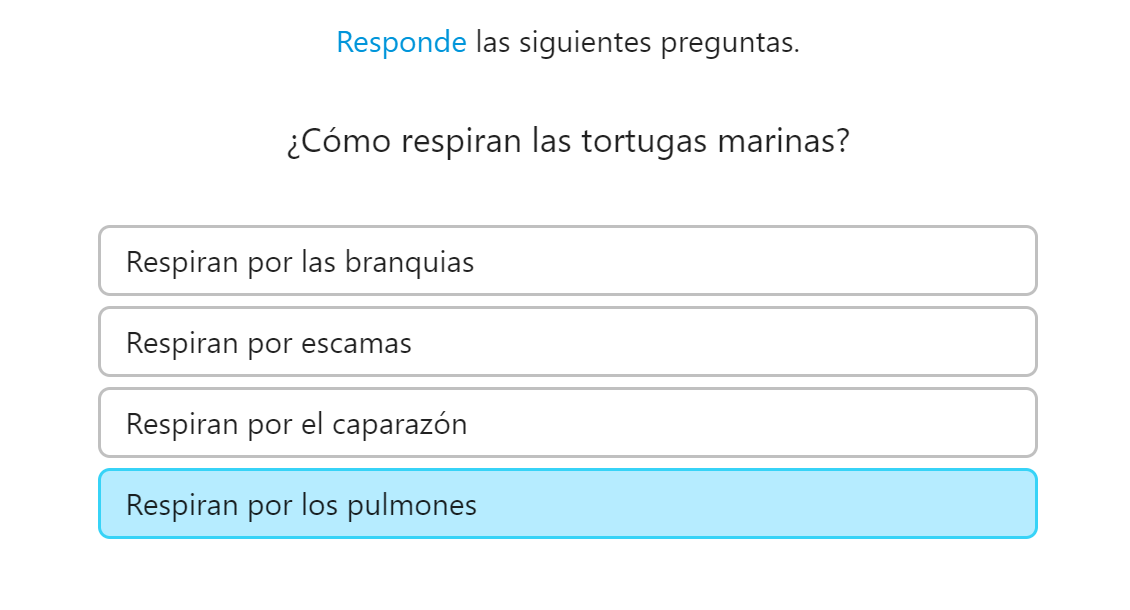 Responde las siguientes preguntas.
¿Cómo respiran las tortugas marinas?
Respiran por las branquias
Respiran por escamas
Respiran por el caparazón
Respiran por los pulmones